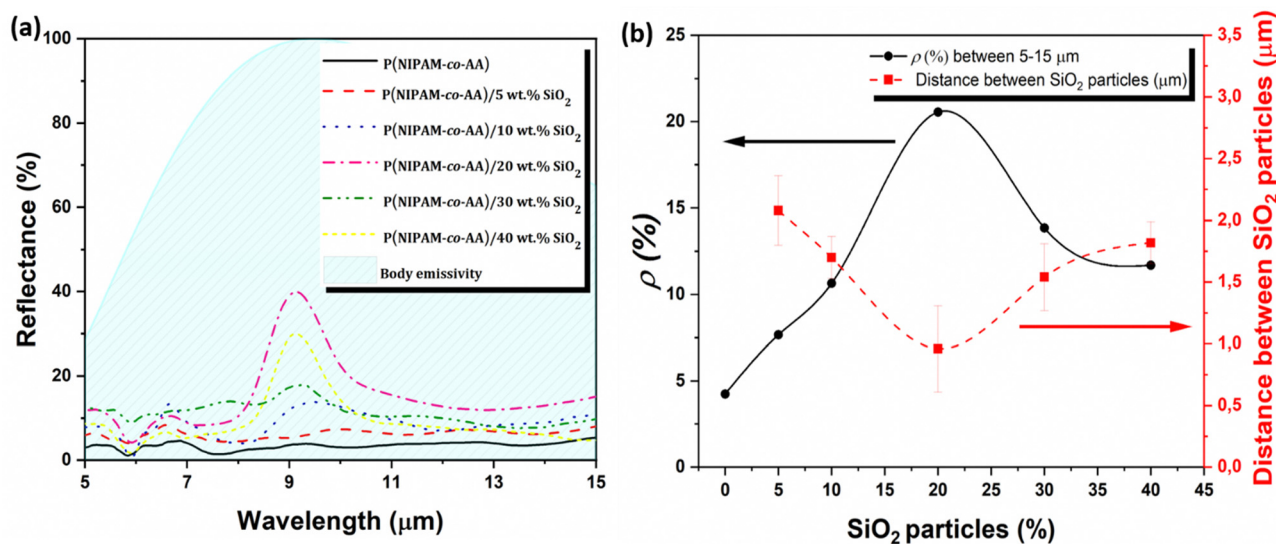 (a)
100
80
60
40
20
0
Reflectance (%)
P(NIPAM-co-AA)
P(NIPAM-co-AA)/5 wt.% SiO₂
P(NIPAM-co-AA)/10 wt.% SiO₂
P(NIPAM-co-AA)/20 wt.% SiO₂
P(NIPAM-co-AA)/30 wt.% SiO₂
P(NIPAM-co-AA)/40 wt.% SiO₂
Body emissivity
5 7 9 11 13 15
Wavelength (μm)
(b)
25
20
15
10
5
0
ρ (%)
ρ (%) between 5-15 μm
Distance between SiO₂ particles (μm)
3,5
3,0
2,5
2,0
1,5
1,0
0,5
0,0
Distance between SiO₂ particles (μm)
0 5 10 15 20 25 30 35 40 45
SiO₂ particles (%)